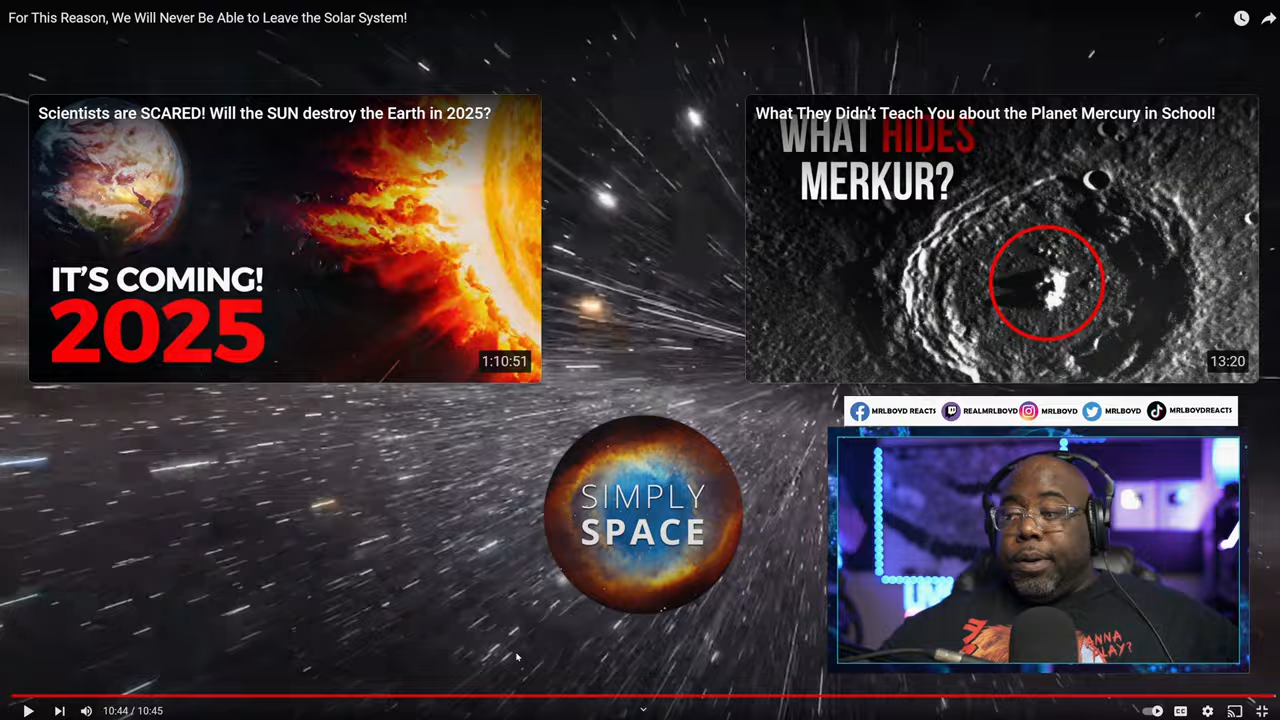 For This Reason, We Will Never Be Able to Leave the Solar System!
Scientists are SCARED! Will the SUN destroy the Earth in 2025?
IT'S COMING!
2025
1:10:51
What They Didn't Teach You about the Planet Mercury in School!
WHAT HIDES
MERKUR?
13:20
MRLBOYD REACTS REALMRLBOYD MRLBOYD MRLBOYD MRLBOYDREACTS
SIMPLY
SPACE
10:44 / 10:45
CC